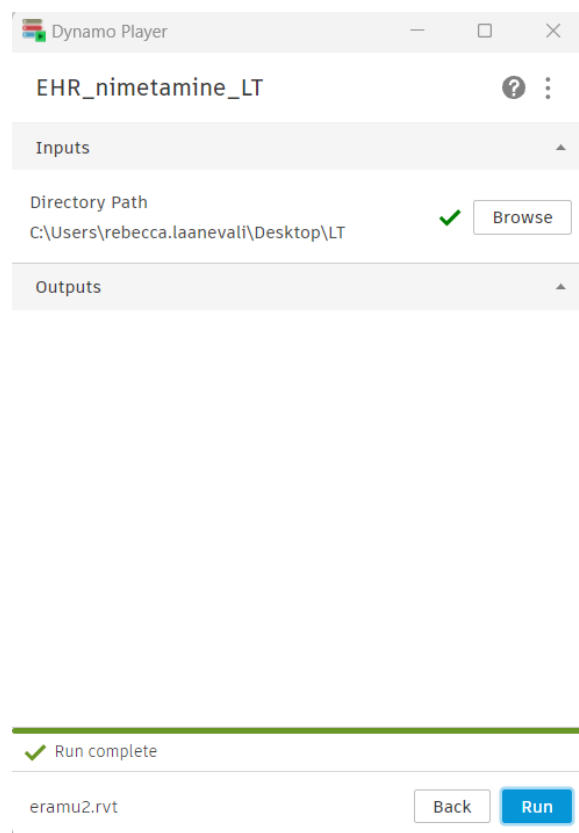 Dynamo Player
EHR_nimetamine_LT
Inputs
Directory Path
C:\Users\rebecca.laanevali\Desktop\LT
Browse
Outputs
Run complete
eramu2.rvt
Back
Run